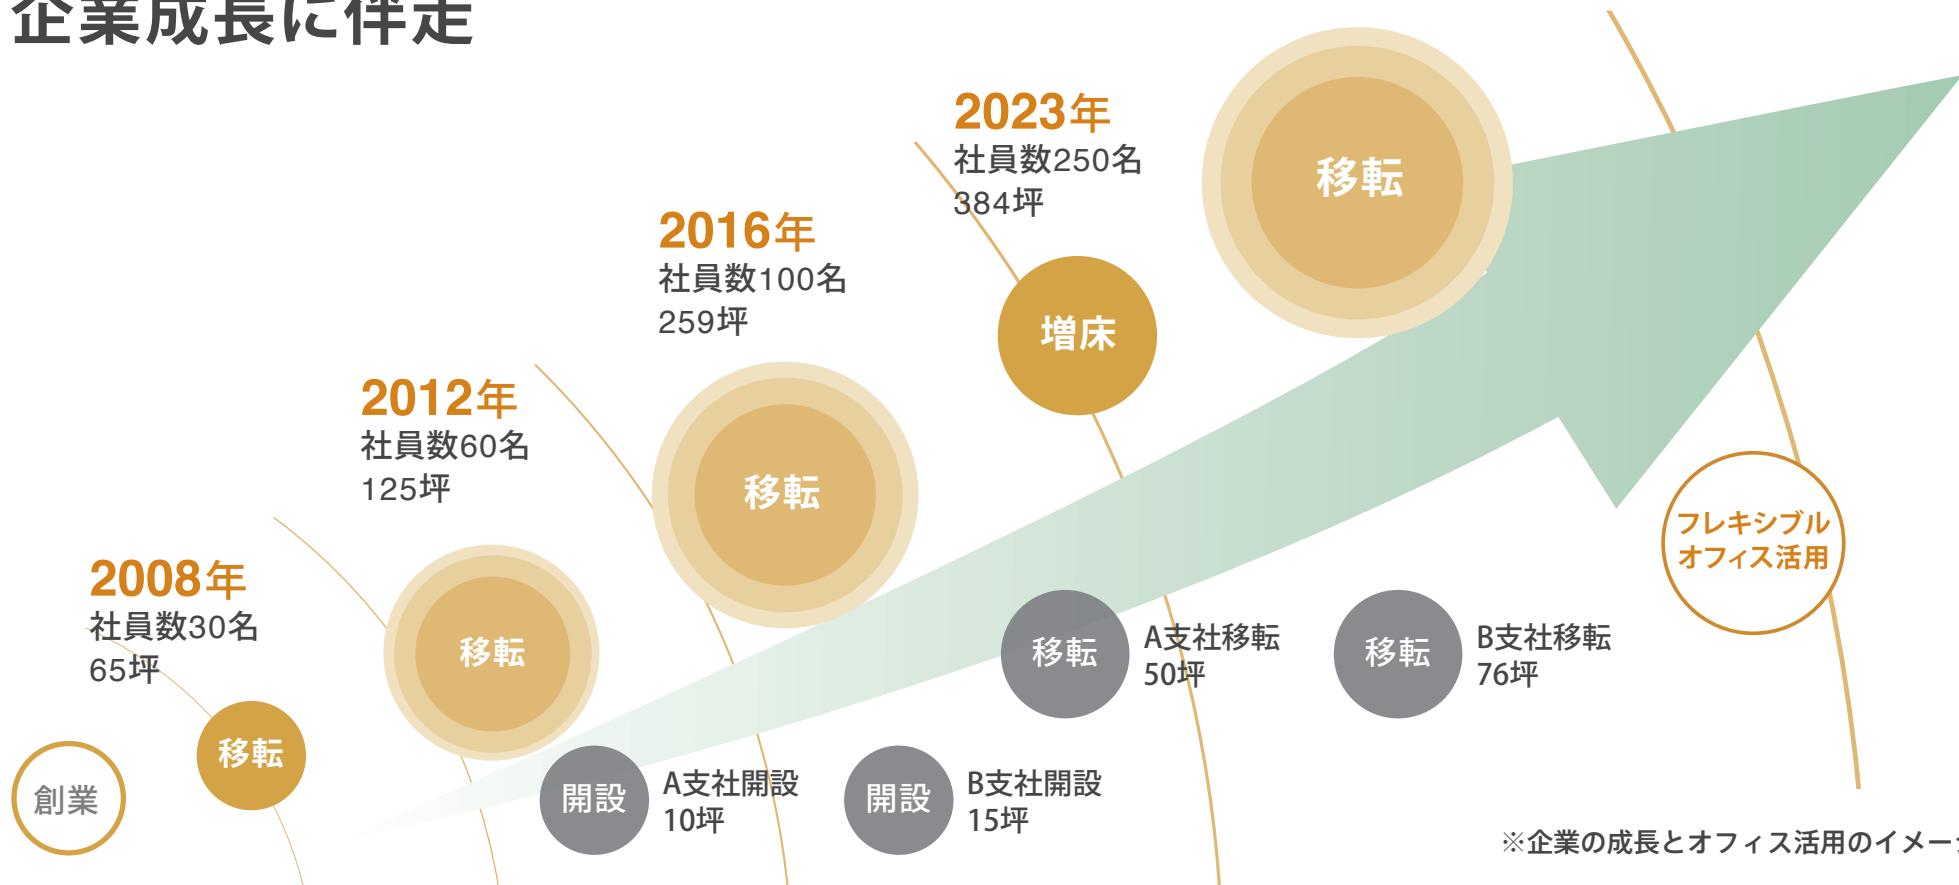 企業成長に伴走
2023年
社員数250名
384坪
移転
2016年
社員数100名
259坪
増床
2012年
社員数60名
125坪
移転
フレキシブル
オフィス活用
2008年
社員数30名
65坪
移転
移転
A支社移転
50坪
移転
B支社移転
76坪
移転
創業
開設
A支社開設
10坪
開設
B支社開設
15坪
※企業の成長とオフィス活用のイメージ